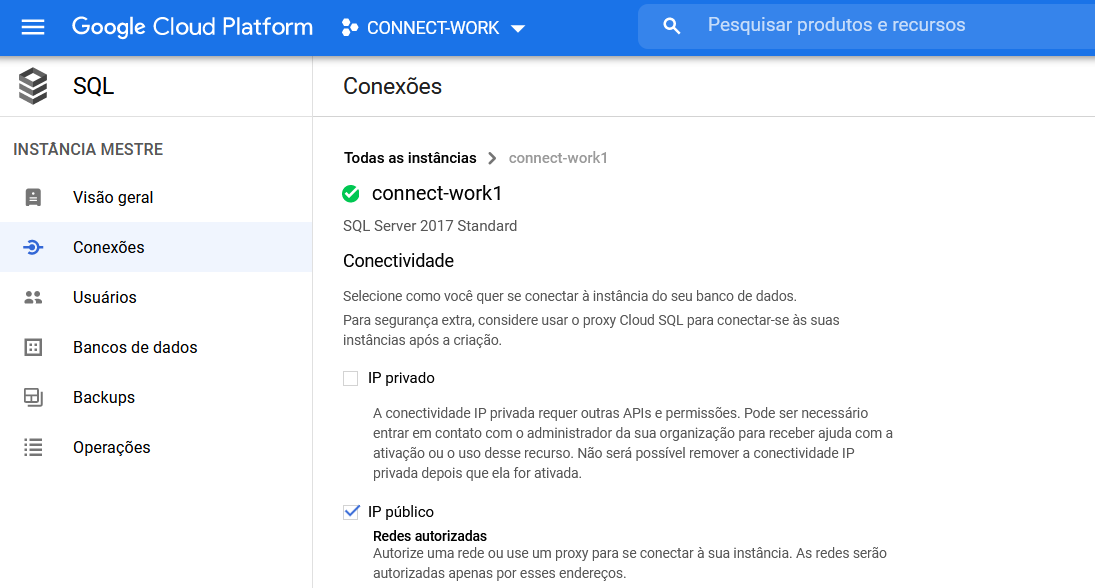 Google Cloud Platform
CONNECT-WORK
Pesquisar produtos e recursos
SQL
Conexões
INSTÂNCIA MESTRE
Visão geral
Conexões
Usuários
Bancos de dados
Backups
Operações
Todas as instâncias
connect-work1
connect-work1
SQL Server 2017 Standard
Conectividade
Selecione como você quer se conectar à instância do seu banco de dados.
Para segurança extra, considere usar o proxy Cloud SQL para conectar-se às suas
instâncias após a criação.
IP privado
A conectividade IP privada requer outras APIs e permissões. Pode ser necessário
entrar em contato com o administrador da sua organização para receber ajuda com a
ativação ou o uso desse recurso. Não será possível remover a conectividade IP
privada depois que ela for ativada.
IP público
Redes autorizadas
Autorize uma rede ou use um proxy para se conectar à sua instância. As redes serão
autorizadas apenas por esses endereços.